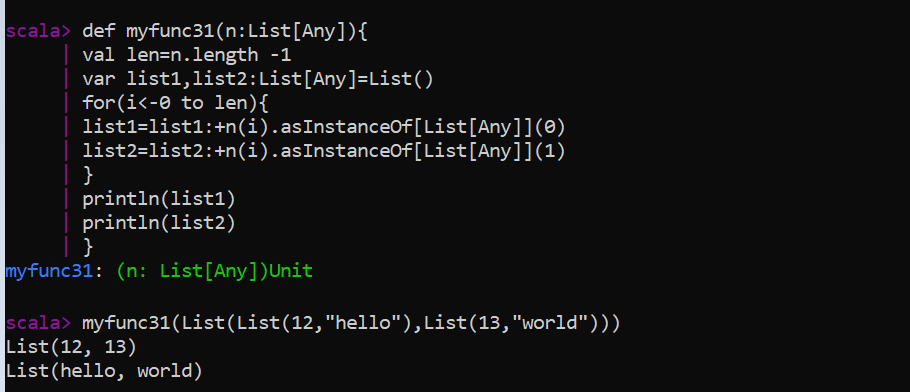 scala> def myfunc31(n:List[Any]){
| val len=n.length -1
| var list1,list2:List[Any]=List()
| for(i<-0 to len){
| list1=list1:+n(i).asInstanceOf[List[Any]](0)
| list2=list2:+n(i).asInstanceOf[List[Any]](1)
| }
| println(list1)
| println(list2)
| }
myfunc31: (n: List[Any])Unit
scala> myfunc31(List(List(12,"hello"),List(13,"world")))
List(12, 13)
List(hello, world)